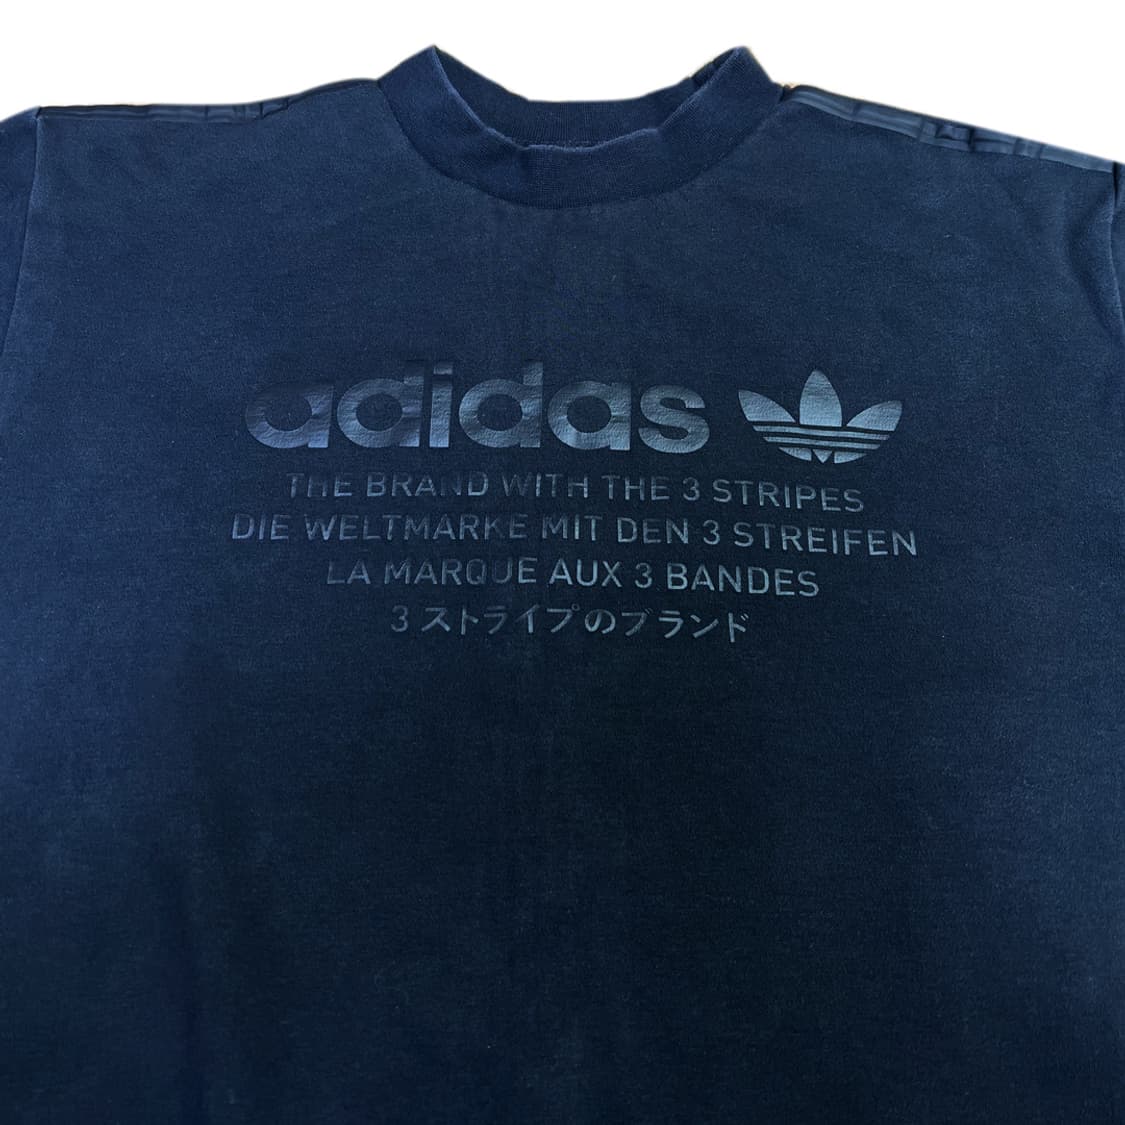 adidas
THE BRAND WITH THE 3 STRIPES
DIE WELTMARKE MIT DEN 3 STREIFEN
LA MARQUE AUX 3 BANDES
3ストライプのブランド